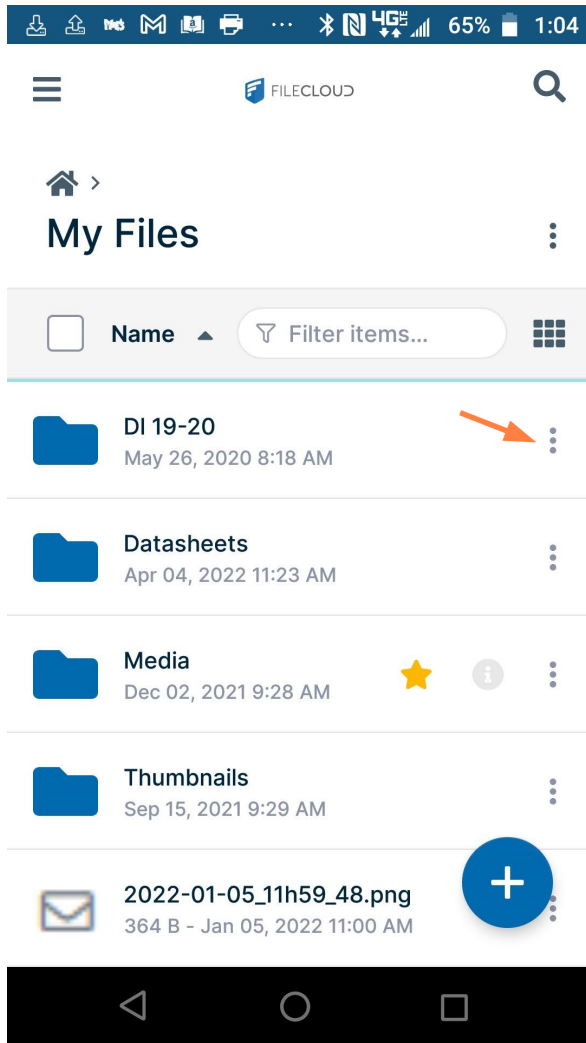 4G LTE 65% 1:04
FILECLOUD
My Files
Name Filter items...
DI 19-20
May 26, 2020 8:18 AM
Datasheets
Apr 04, 2022 11:23 AM
Media
Dec 02, 2021 9:28 AM
Thumbnails
Sep 15, 2021 9:29 AM
2022-01-05_11h59_48.png
364 B - Jan 05, 2022 11:00 AM